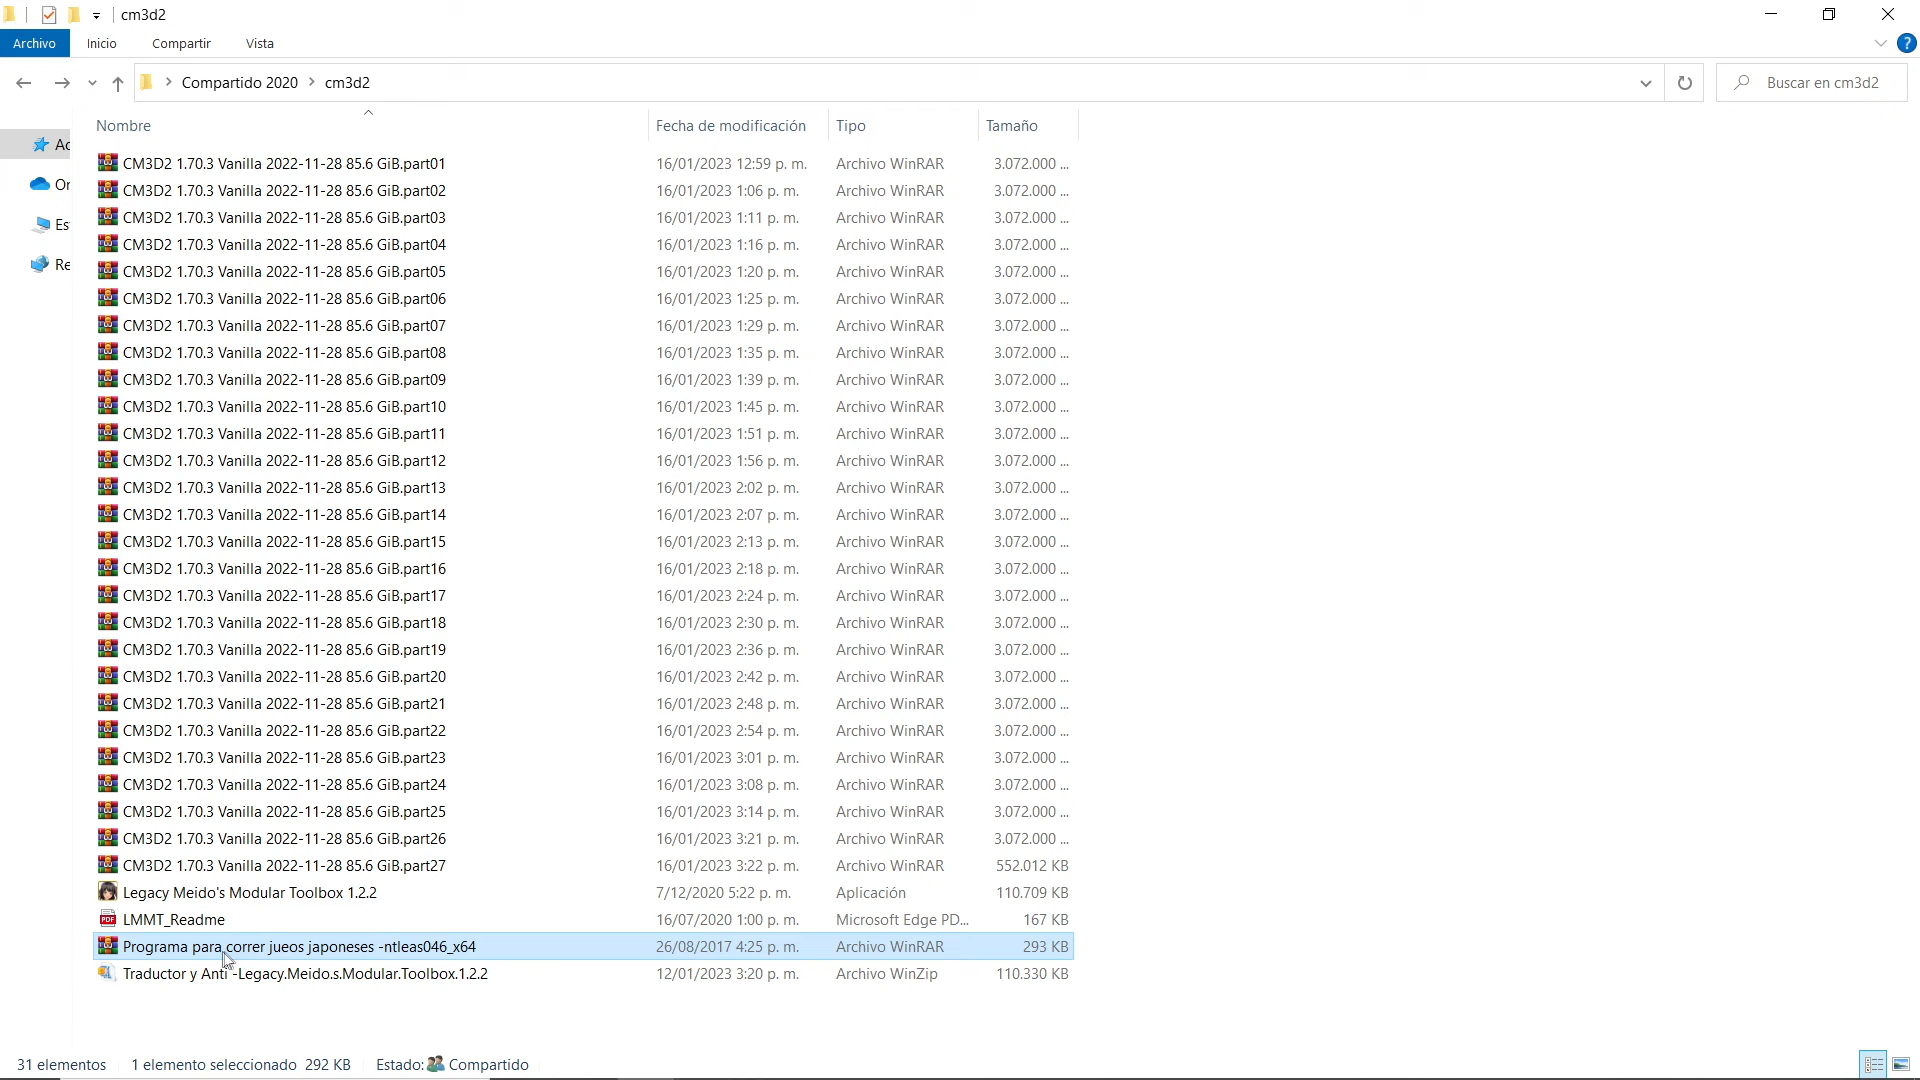 cm3d2
Archivo Inicio Compartir Vista
Compartido 2020 cm3d2 Buscar en cm3d2
Nombre Fecha de modificación Tipo Tamaño
Ac
Or
Es
Re
CM3D2 1.70.3 Vanilla 2022-11-28 85.6 GiB.part01 16/01/2023 12:59 p. m. Archivo WinRAR 3.072.000 ...
CM3D2 1.70.3 Vanilla 2022-11-28 85.6 GiB.part02 16/01/2023 1:06 p. m. Archivo WinRAR 3.072.000 ...
CM3D2 1.70.3 Vanilla 2022-11-28 85.6 GiB.part03 16/01/2023 1:11 p. m. Archivo WinRAR 3.072.000 ...
CM3D2 1.70.3 Vanilla 2022-11-28 85.6 GiB.part04 16/01/2023 1:16 p. m. Archivo WinRAR 3.072.000 ...
CM3D2 1.70.3 Vanilla 2022-11-28 85.6 GiB.part05 16/01/2023 1:20 p. m. Archivo WinRAR 3.072.000 ...
CM3D2 1.70.3 Vanilla 2022-11-28 85.6 GiB.part06 16/01/2023 1:25 p. m. Archivo WinRAR 3.072.000 ...
CM3D2 1.70.3 Vanilla 2022-11-28 85.6 GiB.part07 16/01/2023 1:29 p. m. Archivo WinRAR 3.072.000 ...
CM3D2 1.70.3 Vanilla 2022-11-28 85.6 GiB.part08 16/01/2023 1:35 p. m. Archivo WinRAR 3.072.000 ...
CM3D2 1.70.3 Vanilla 2022-11-28 85.6 GiB.part09 16/01/2023 1:39 p. m. Archivo WinRAR 3.072.000 ...
CM3D2 1.70.3 Vanilla 2022-11-28 85.6 GiB.part10 16/01/2023 1:45 p. m. Archivo WinRAR 3.072.000 ...
CM3D2 1.70.3 Vanilla 2022-11-28 85.6 GiB.part11 16/01/2023 1:51 p. m. Archivo WinRAR 3.072.000 ...
CM3D2 1.70.3 Vanilla 2022-11-28 85.6 GiB.part12 16/01/2023 1:56 p. m. Archivo WinRAR 3.072.000 ...
CM3D2 1.70.3 Vanilla 2022-11-28 85.6 GiB.part13 16/01/2023 2:02 p. m. Archivo WinRAR 3.072.000 ...
CM3D2 1.70.3 Vanilla 2022-11-28 85.6 GiB.part14 16/01/2023 2:07 p. m. Archivo WinRAR 3.072.000 ...
CM3D2 1.70.3 Vanilla 2022-11-28 85.6 GiB.part15 16/01/2023 2:13 p. m. Archivo WinRAR 3.072.000 ...
CM3D2 1.70.3 Vanilla 2022-11-28 85.6 GiB.part16 16/01/2023 2:18 p. m. Archivo WinRAR 3.072.000 ...
CM3D2 1.70.3 Vanilla 2022-11-28 85.6 GiB.part17 16/01/2023 2:24 p. m. Archivo WinRAR 3.072.000 ...
CM3D2 1.70.3 Vanilla 2022-11-28 85.6 GiB.part18 16/01/2023 2:30 p. m. Archivo WinRAR 3.072.000 ...
CM3D2 1.70.3 Vanilla 2022-11-28 85.6 GiB.part19 16/01/2023 2:36 p. m. Archivo WinRAR 3.072.000 ...
CM3D2 1.70.3 Vanilla 2022-11-28 85.6 GiB.part20 16/01/2023 2:42 p. m. Archivo WinRAR 3.072.000 ...
CM3D2 1.70.3 Vanilla 2022-11-28 85.6 GiB.part21 16/01/2023 2:48 p. m. Archivo WinRAR 3.072.000 ...
CM3D2 1.70.3 Vanilla 2022-11-28 85.6 GiB.part22 16/01/2023 2:54 p. m. Archivo WinRAR 3.072.000 ...
CM3D2 1.70.3 Vanilla 2022-11-28 85.6 GiB.part23 16/01/2023 3:01 p. m. Archivo WinRAR 3.072.000 ...
CM3D2 1.70.3 Vanilla 2022-11-28 85.6 GiB.part24 16/01/2023 3:08 p. m. Archivo WinRAR 3.072.000 ...
CM3D2 1.70.3 Vanilla 2022-11-28 85.6 GiB.part25 16/01/2023 3:14 p. m. Archivo WinRAR 3.072.000 ...
CM3D2 1.70.3 Vanilla 2022-11-28 85.6 GiB.part26 16/01/2023 3:21 p. m. Archivo WinRAR 3.072.000 ...
CM3D2 1.70.3 Vanilla 2022-11-28 85.6 GiB.part27 16/01/2023 3:22 p. m. Archivo WinRAR 552.012 KB
Legacy Meido's Modular Toolbox 1.2.2 7/12/2020 5:22 p. m. Aplicación 110.709 KB
LMMT_Readme 16/07/2020 1:00 p. m. Microsoft Edge PD... 167 KB
Programa para correr jueos japoneses -ntleas046_x64 26/08/2017 4:25 p. m. Archivo WinRAR 293 KB
Traductor y Anti -Legacy.Meido.s.Modular.Toolbox.1.2.2 12/01/2023 3:20 p. m. Archivo WinZip 110.330 KB
31 elementos 1 elemento seleccionado 292 KB Estado: Compartido